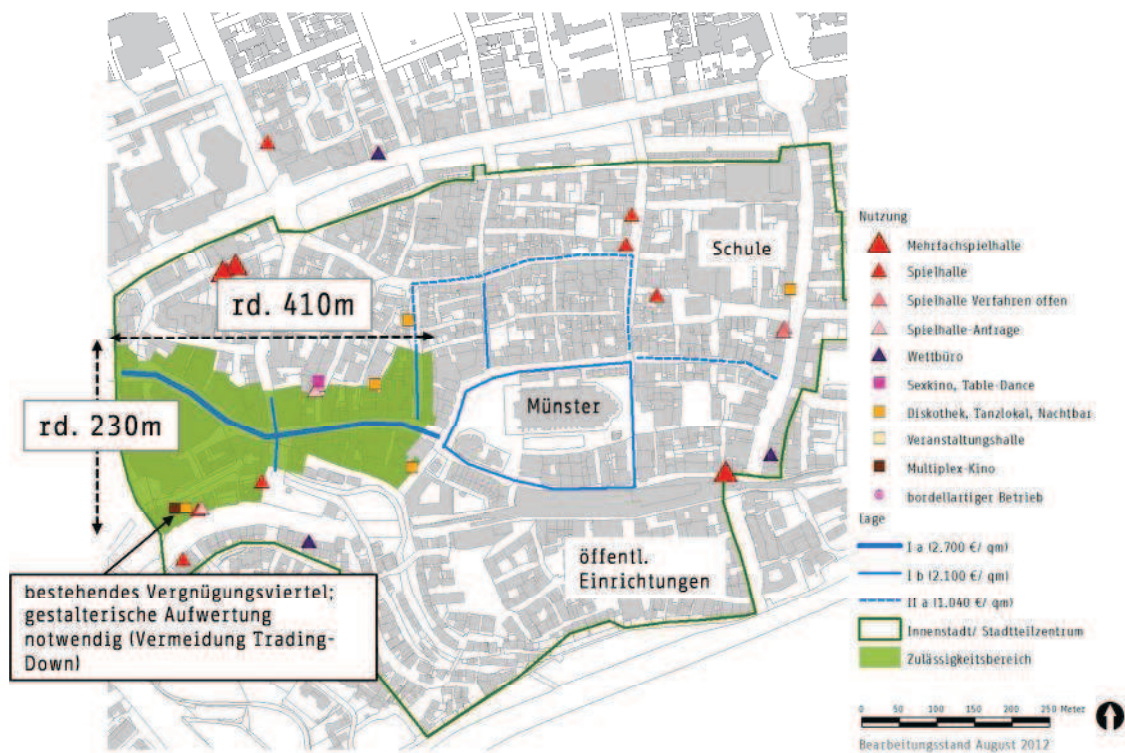 Schule
rd. 410m
Münster
rd. 230m
öffentl.
Einrichtungen
bestehendes Vergnügungsviertel;
gestalterische Aufwertung
notwendig (Vermeidung Trading-
Down)
Nutzung
Mehrfachspielhalle
Spielhalle
Spielhalle Verfahren offen
Spielhalle-Anfrage
Wettbüro
Sexkino, Table-Dance
Diskothek, Tanzlokal, Nachtbar
Veranstaltungshalle
Multiplex-Kino
bordellartiger Betrieb
Lage
I a (2.700 €/ qm)
I b (2.100 €/ qm)
II a (1.040 €/ qm)
Innenstadt/ Stadtteilzentrum
Zulässigkeitsbereich
0 50 100 150 200 250 Meter
Bearbeitungsstand August 2012